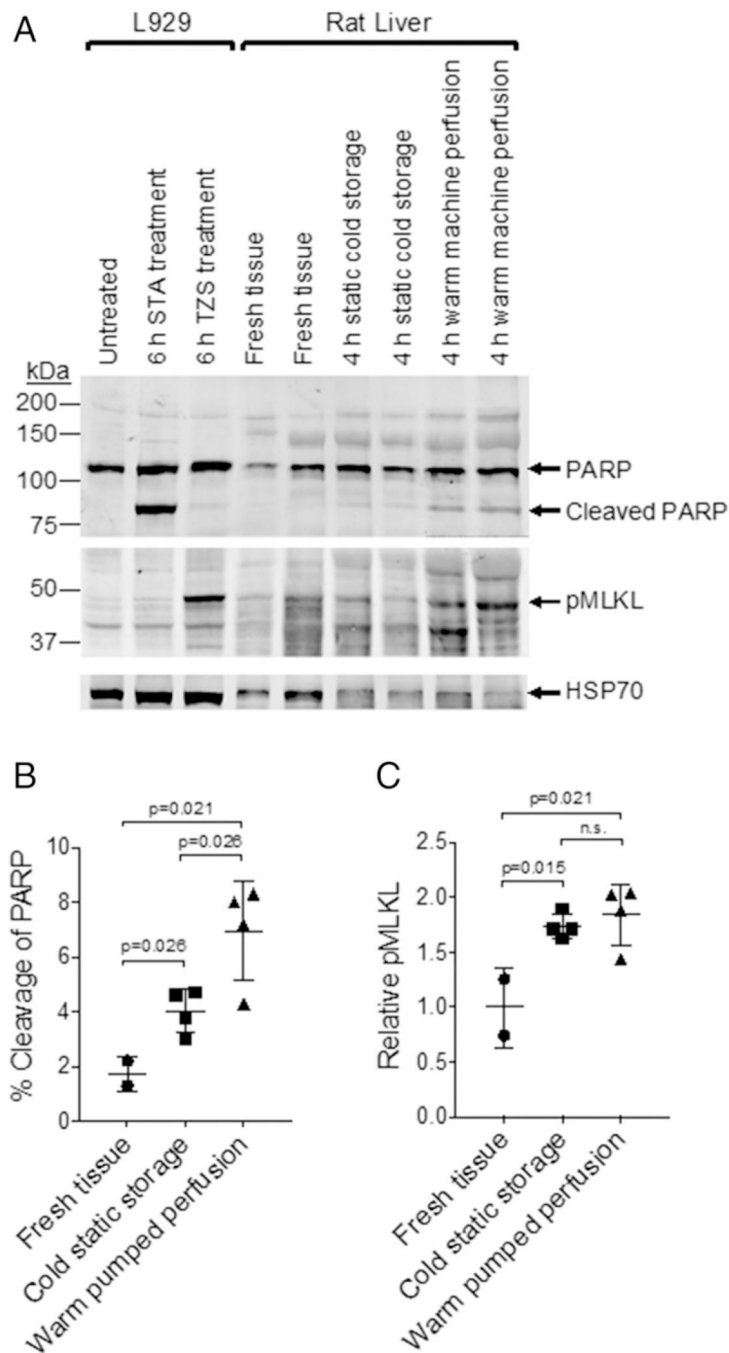 A
L929 Rat Liver
Untreated
6 h STA treatment
6 h TZS treatment
Fresh tissue
Fresh tissue
4 h static cold storage
4 h static cold storage
4 h warm machine perfusion
4 h warm machine perfusion
kDa
200
150
100
75
PARP
Cleaved PARP
50
37
pMLKL
HSP70
B
p=0.021
p=0.026
p=0.026
% Cleavage of PARP
10
8
6
4
2
0
Fresh tissue
Cold static storage
Warm pumped perfusion
C
p=0.021
n.s.
p=0.015
Relative pMLKL
2.5
2.0
1.5
1.0
0.5
0.0
Fresh tissue
Cold static storage
Warm pumped perfusion